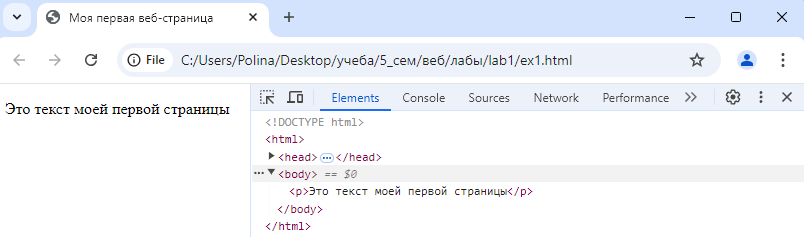 Моя первая веб-страница
File C:/Users/Polina/Desktop/учеба/5_сем/веб/лабы/lab1/ex1.html
Это текст моей первой страницы
Elements Console Sources Network Performance
<!DOCTYPE html>
<html>
<head>…</head>
<body> == $0
<p>Это текст моей первой страницы</p>
</body>
</html>